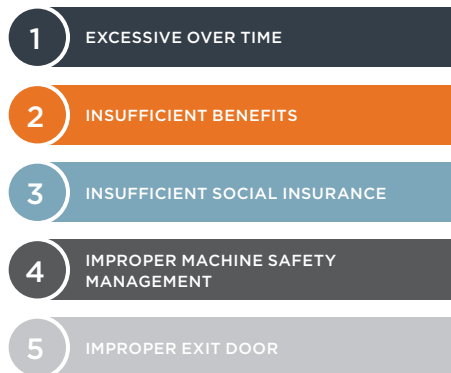 1 EXCESSIVE OVER TIME
2 INSUFFICIENT BENEFITS
3 INSUFFICIENT SOCIAL INSURANCE
4 IMPROPER MACHINE SAFETY
MANAGEMENT
5 IMPROPER EXIT DOOR